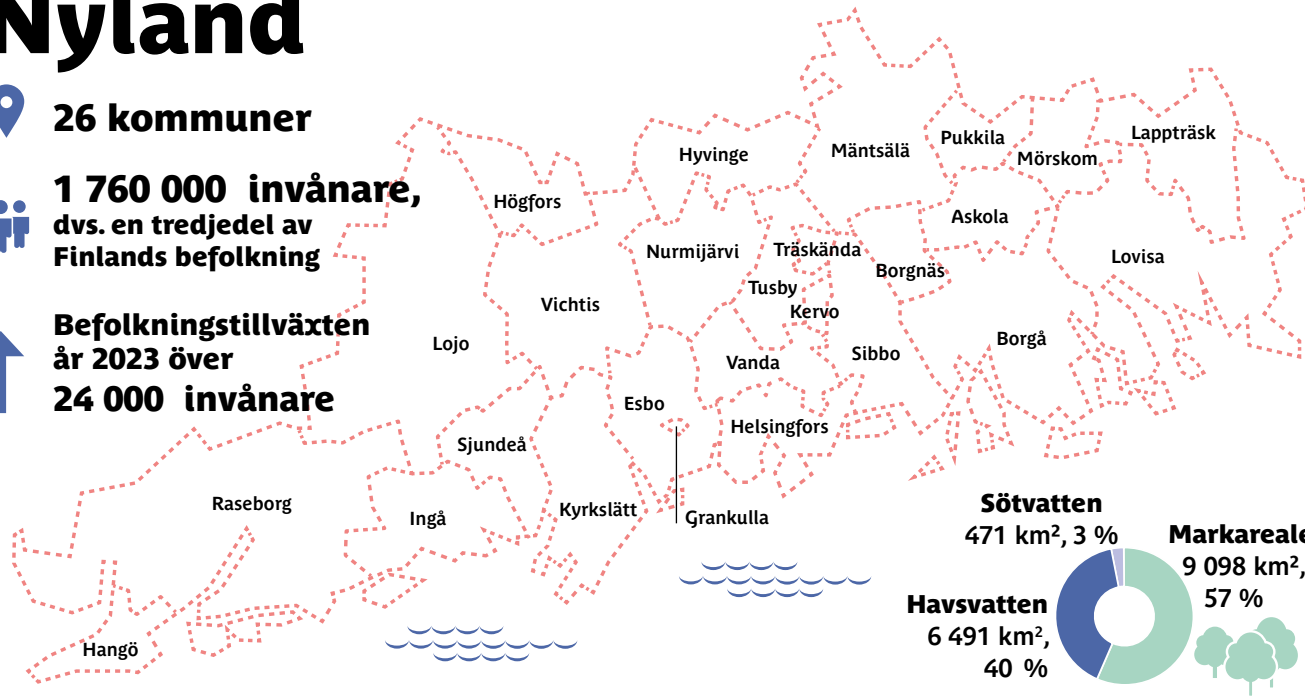 Nyland
26 kommuner
1 760 000 invånare,
dvs. en tredjedel av
Finlands befolkning
Befolkningstillväxten
år 2023 över
24 000 invånare
Lappträsk
Pukkila
Mäntsälä
Hyvinge
Mörskom
Högfors
Askola
Nurmijärvi
Träskända
Lovisa
Borgnäs
Tusby
Vichtis
Kervo
Borgå
Lojo
Sibbo
Vanda
Esbo
Helsingfors
Sjundeå
Raseborg
Kyrkslätt
Ingå
Grankulla
Hangö
Sötvatten
471 km², 3 %
Markareale
9 098 km²,
57 %
Havsvatten
6 491 km²,
40 %